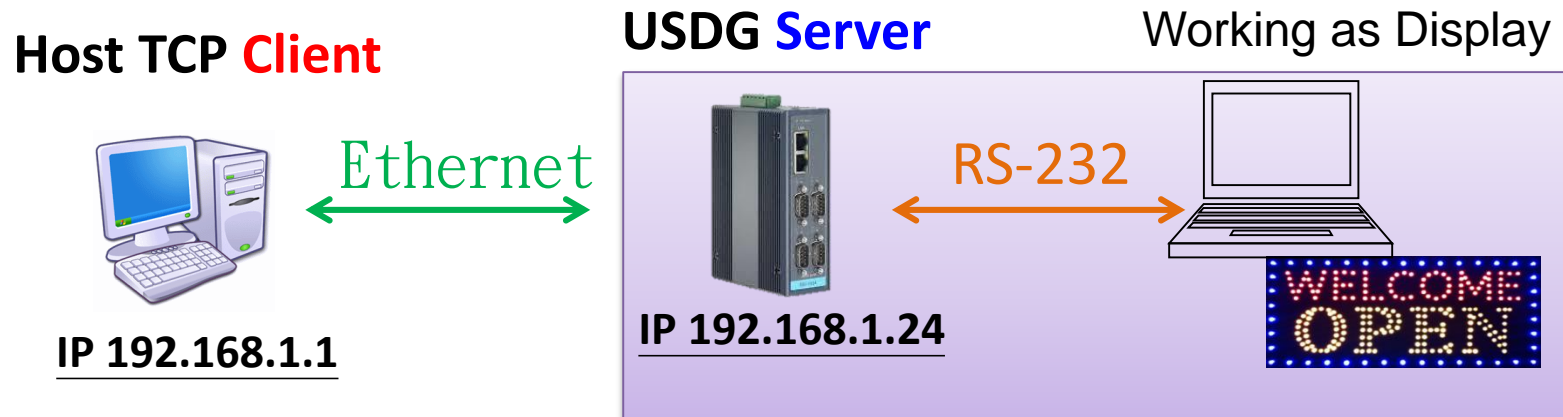 Host TCP Client
USDG Server
Working as Display
Ethernet
RS-232
IP 192.168.1.1
IP 192.168.1.24
WELCOME
OPEN